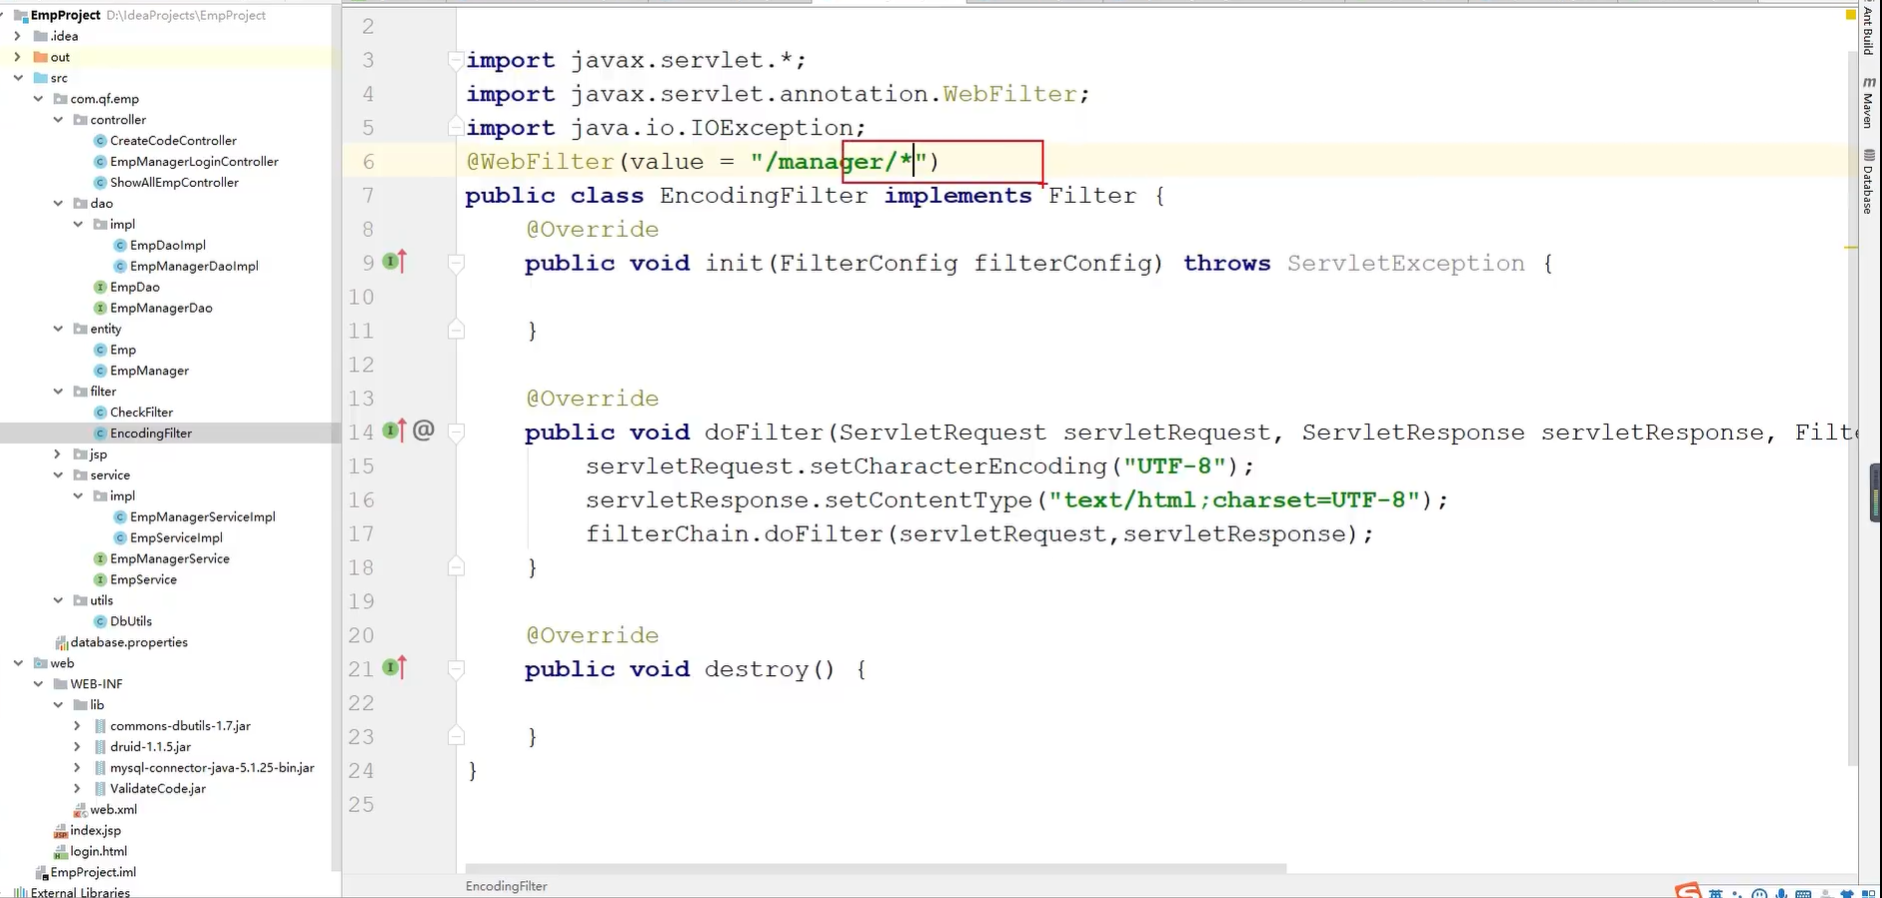 EmpProject D:\IdeaProjects\EmpProject
.idea
out
src
com.qf.emp
controller
CreateCodeController
EmpManagerLoginController
ShowAllEmpController
dao
impl
EmpDaoImpl
EmpManagerDaoImpl
EmpDao
EmpManagerDao
entity
Emp
EmpManager
filter
CheckFilter
EncodingFilter
jsp
service
impl
EmpManagerServiceImpl
EmpServiceImpl
EmpManagerService
EmpService
utils
DbUtils
database.properties
web
WEB-INF
lib
commons-dbutils-1.7.jar
druid-1.1.5.jar
mysql-connector-java-5.1.25-bin.jar
ValidateCode.jar
web.xml
index.jsp
login.html
EmpProject.iml
External Libraries
2
3 import javax.servlet.*;
4 import javax.servlet.annotation.WebFilter;
5 import java.io.IOException;
6 @WebFilter(value = "/manager/*")
7 public class EncodingFilter implements Filter {
8 @Override
9 public void init(FilterConfig filterConfig) throws ServletException {
10
11 }
12
13 @Override
14 @ public void doFilter(ServletRequest servletRequest, ServletResponse servletResponse, Filte
15 servletRequest.setCharacterEncoding("UTF-8");
16 servletResponse.setContentType("text/html;charset=UTF-8");
17 filterChain.doFilter(servletRequest,servletResponse);
18 }
19
20 @Override
21 public void destroy() {
22
23 }
24 }
25
EncodingFilter
Ant Build
Maven
Database
英